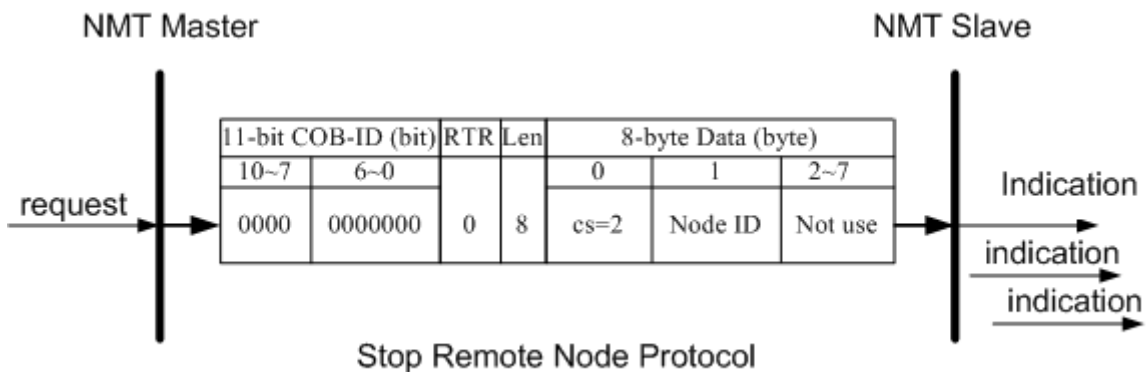 NMT Master NMT Slave
11-bit COB-ID (bit) RTR Len 8-byte Data (byte)
10~7 6~0 0 1 2~7
request 0000 0000000 0 8 cs=2 Node ID Not use Indication
indication
indication
Stop Remote Node Protocol